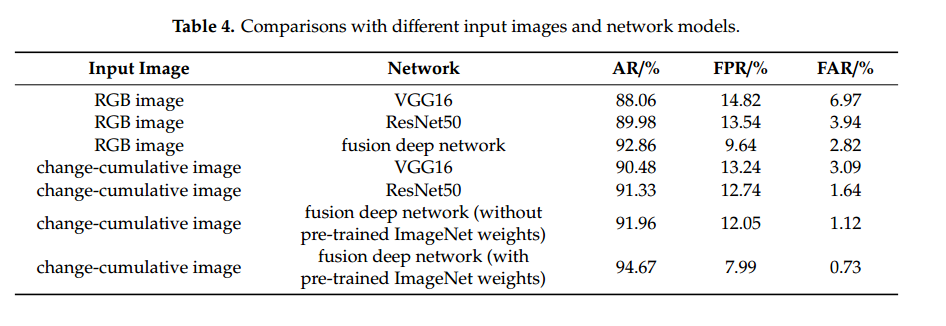 Table 4. Comparisons with different input images and network models.
Input Image Network AR/% FPR/% FAR/%
RGB image VGG16 88.06 14.82 6.97
RGB image ResNet50 89.98 13.54 3.94
RGB image fusion deep network 92.86 9.64 2.82
change-cumulative image VGG16 90.48 13.24 3.09
change-cumulative image ResNet50 91.33 12.74 1.64
change-cumulative image fusion deep network (without
pre-trained ImageNet weights) 91.96 12.05 1.12
change-cumulative image fusion deep network (with
pre-trained ImageNet weights) 94.67 7.99 0.73